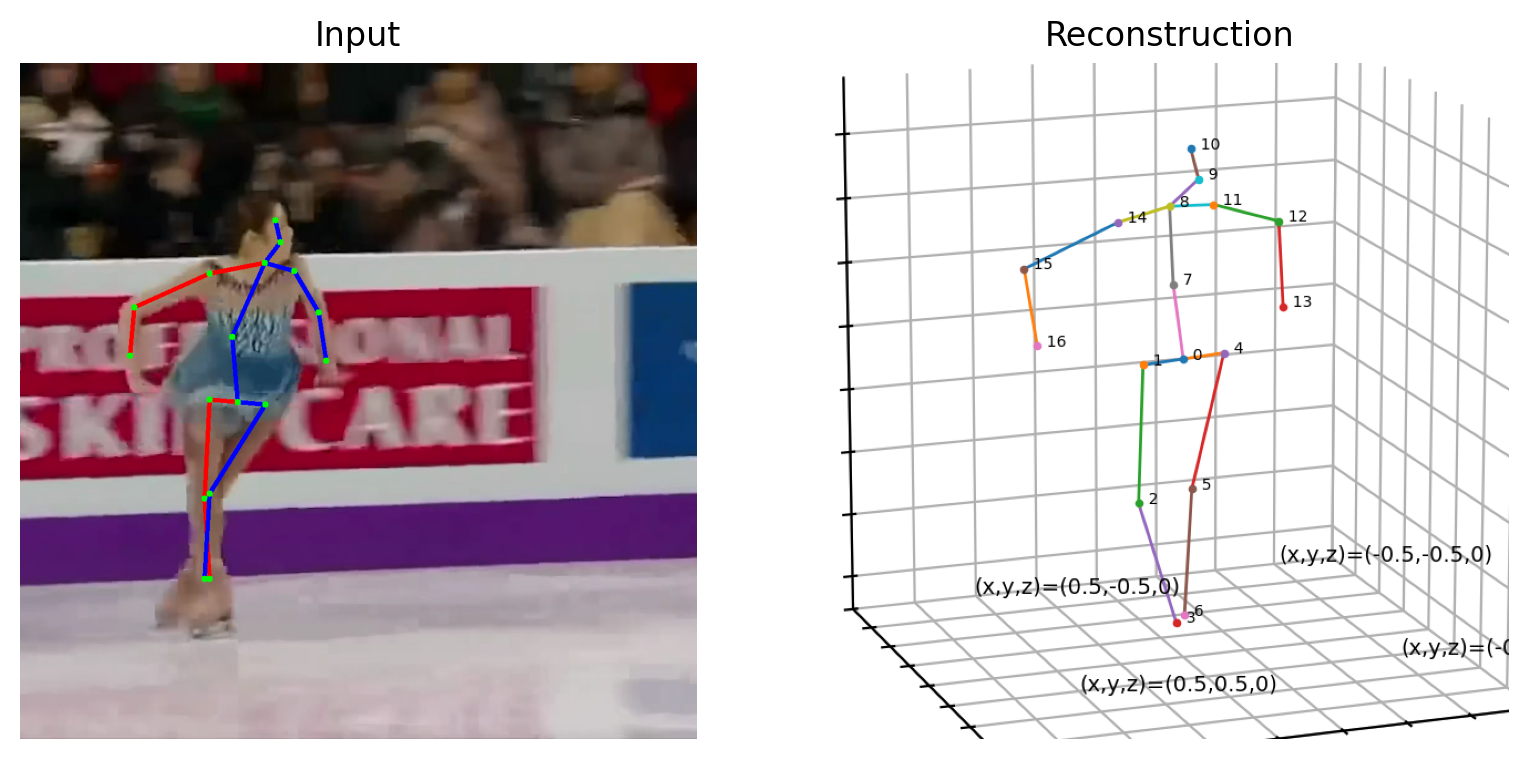 Input
Reconstruction
PROFESSIONAL
SKIN CARE
10
9
8
11
14
12
15
7
13
16
1
0
4
2
5
(x,y,z)=(-0.5,-0.5,0)
(x,y,z)=(0.5,-0.5,0)
3
6
(x,y,z)=(-0
(x,y,z)=(0.5,0.5,0)